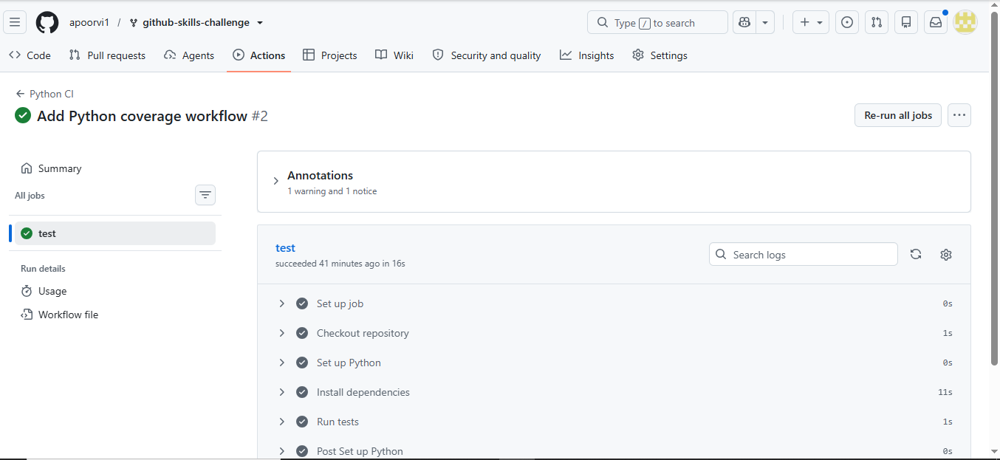 apoorvi1 / github-skills-challenge
Type / to search
Code Pull requests Agents Actions Projects Wiki Security and quality Insights Settings
Python CI
Add Python coverage workflow #2
Re-run all jobs
Summary
All jobs
test
Run details
Usage
Workflow file
Annotations
1 warning and 1 notice
test
succeeded 41 minutes ago in 16s
Search logs
Set up job 0s
Checkout repository 1s
Set up Python 0s
Install dependencies 11s
Run tests 1s
Post Set up Python 0s